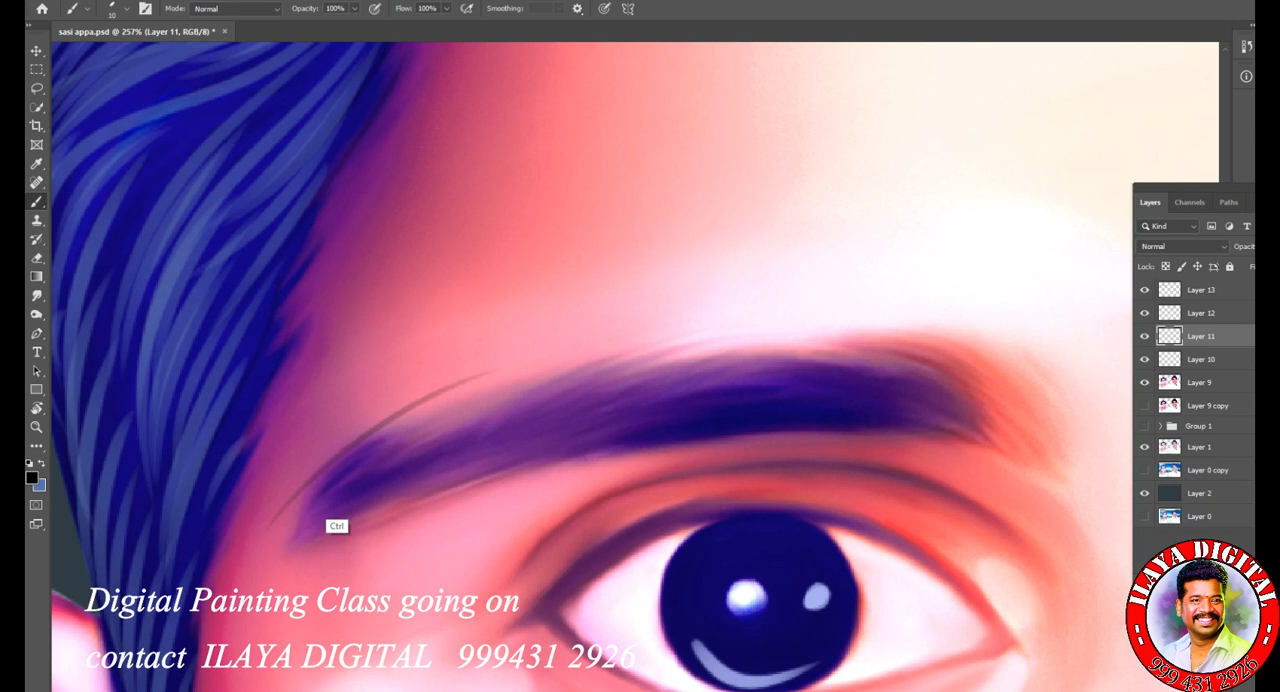 Mode: Normal Opacity: 100% Flow: 100% Smoothing:
10
sasi appa.psd @ 257% (Layer 11, RGB/8) *
Layers Channels Paths
Kind
Normal Opacit
Lock: Fi
Layer 13
Layer 12
Layer 11
Layer 10
Layer 9
Layer 9 copy
Group 1
Layer 1
Layer 0 copy
Layer 2
Layer 0
Ctrl
Digital Painting Class going on
contact ILAYA DIGITAL 999431 2926
ILAYA DIGITAL
999 431 2926